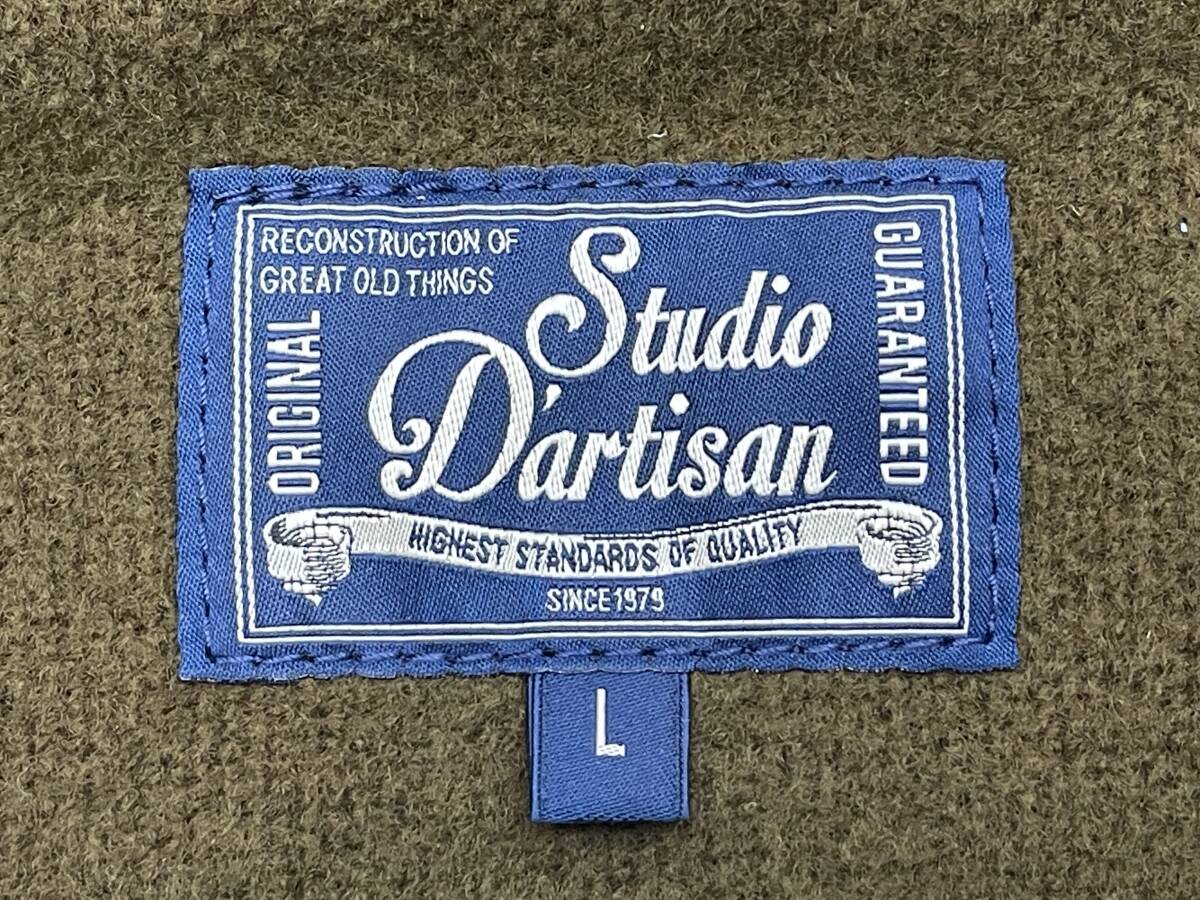 RECONSTRUCTION OF
GREAT OLD THINGS
ORIGINAL
Studio
D'artisan
GUARANTEED
HIGHEST STANDARDS OF QUALITY
SINCE 1979
L